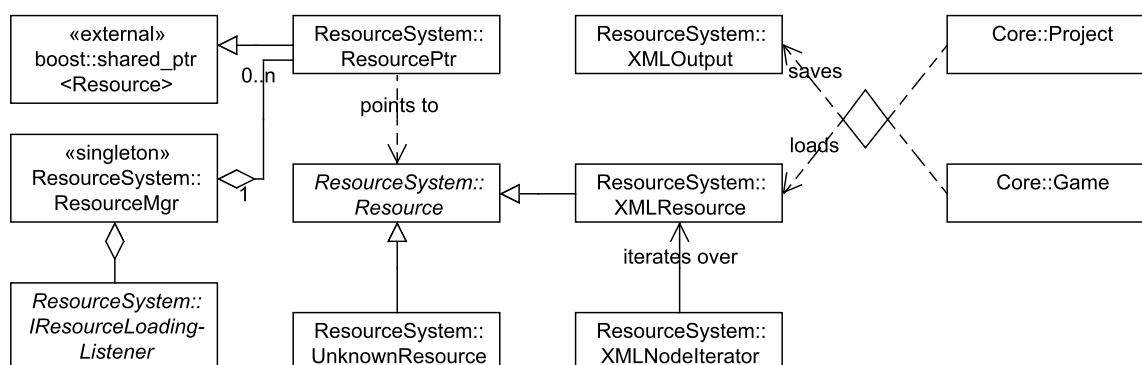 «external»
boost::shared_ptr
<Resource>
ResourceSystem::
ResourcePtr
ResourceSystem::
XMLOutput
Core::Project
0..n
saves
points to
«singleton»
ResourceSystem::
ResourceMgr
1
loads
ResourceSystem::
Resource
ResourceSystem::
XMLResource
Core::Game
iterates over
ResourceSystem::
IResourceLoading-
Listener
ResourceSystem::
UnknownResource
ResourceSystem::
XMLNodeIterator